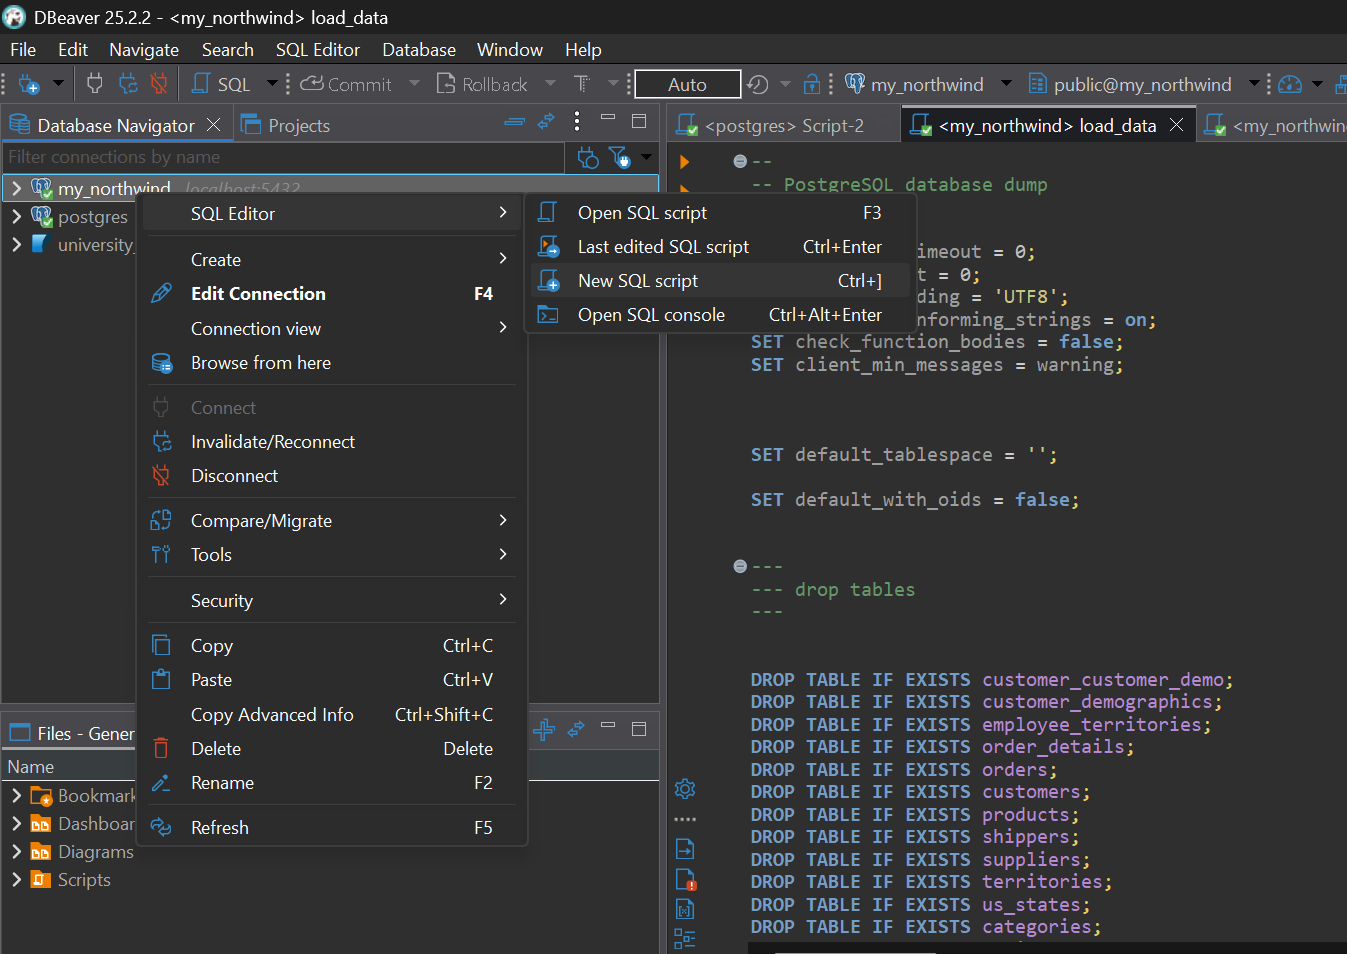 DBeaver 25.2.2 - <my_northwind> load_data
File Edit Navigate Search SQL Editor Database Window Help
SQL Commit Rollback T Auto my_northwind public@my_northwind
Database Navigator Projects
Filter connections by name
my_northwind localhost:5432
postgres
university_
SQL Editor
Create
Edit Connection F4
Connection view
Browse from here
Connect
Invalidate/Reconnect
Disconnect
Compare/Migrate
Tools
Security
Copy Ctrl+C
Paste Ctrl+V
Copy Advanced Info Ctrl+Shift+C
Delete Delete
Rename F2
Refresh F5
Open SQL script F3
Last edited SQL script Ctrl+Enter
New SQL script Ctrl+]
Open SQL console Ctrl+Alt+Enter
Files - Gener
Name
Bookmark
Dashboar
Diagrams
Scripts
<postgres> Script-2 <my_northwind> load_data <my_northwin
--
-- PostgreSQL database dump
imeout = 0;
t = 0;
ding = 'UTF8';
nforming_strings = on;
SET check_function_bodies = false;
SET client_min_messages = warning;
SET default_tablespace = '';
SET default_with_oids = false;
---
--- drop tables
---
DROP TABLE IF EXISTS customer_customer_demo;
DROP TABLE IF EXISTS customer_demographics;
DROP TABLE IF EXISTS employee_territories;
DROP TABLE IF EXISTS order_details;
DROP TABLE IF EXISTS orders;
DROP TABLE IF EXISTS customers;
DROP TABLE IF EXISTS products;
DROP TABLE IF EXISTS shippers;
DROP TABLE IF EXISTS suppliers;
DROP TABLE IF EXISTS territories;
DROP TABLE IF EXISTS us_states;
DROP TABLE IF EXISTS categories;